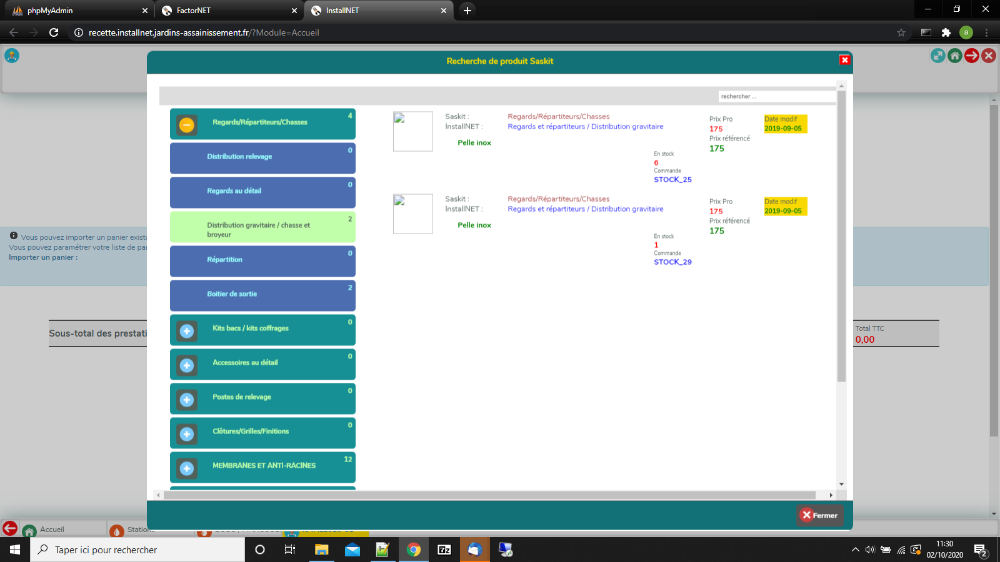 phpMyAdmin
FactorNET
InstallNET
recette.installnet.jardins-assainissement.fr/?Module=Accueil
a
Recherche de produit Saskit
rechercher ...
Regards/Répartiteurs/Chasses
4
Distribution relevage
0
Regards au détail
0
Distribution gravitaire / chasse et
broyeur
2
Répartition
0
Boitier de sortie
2
Kits bacs / kits coffrages
0
Accessoires au détail
0
Postes de relevage
0
Clôtures/Grilles/Finitions
0
MEMBRANES ET ANTI-RACINES
12
Saskit :
Regards/Répartiteurs/Chasses
InstallNET :
Regards et répartiteurs / Distribution gravitaire
Pelle inox
En stock
6
Commande
STOCK_25
Prix Pro
175
Prix référencé
175
Date modif
2019-09-05
Saskit :
Regards/Répartiteurs/Chasses
InstallNET :
Regards et répartiteurs / Distribution gravitaire
Pelle inox
En stock
1
Commande
STOCK_29
Prix Pro
175
Prix référencé
175
Date modif
2019-09-05
Vous pouvez importer un panier exista
Vous pouvez paramétrer votre liste de pa
Importer un panier :
Sous-total des prestati
Total TTC
0,00
Fermer
Accueil
Station
Taper ici pour rechercher
7z
11:30
02/10/2020
2